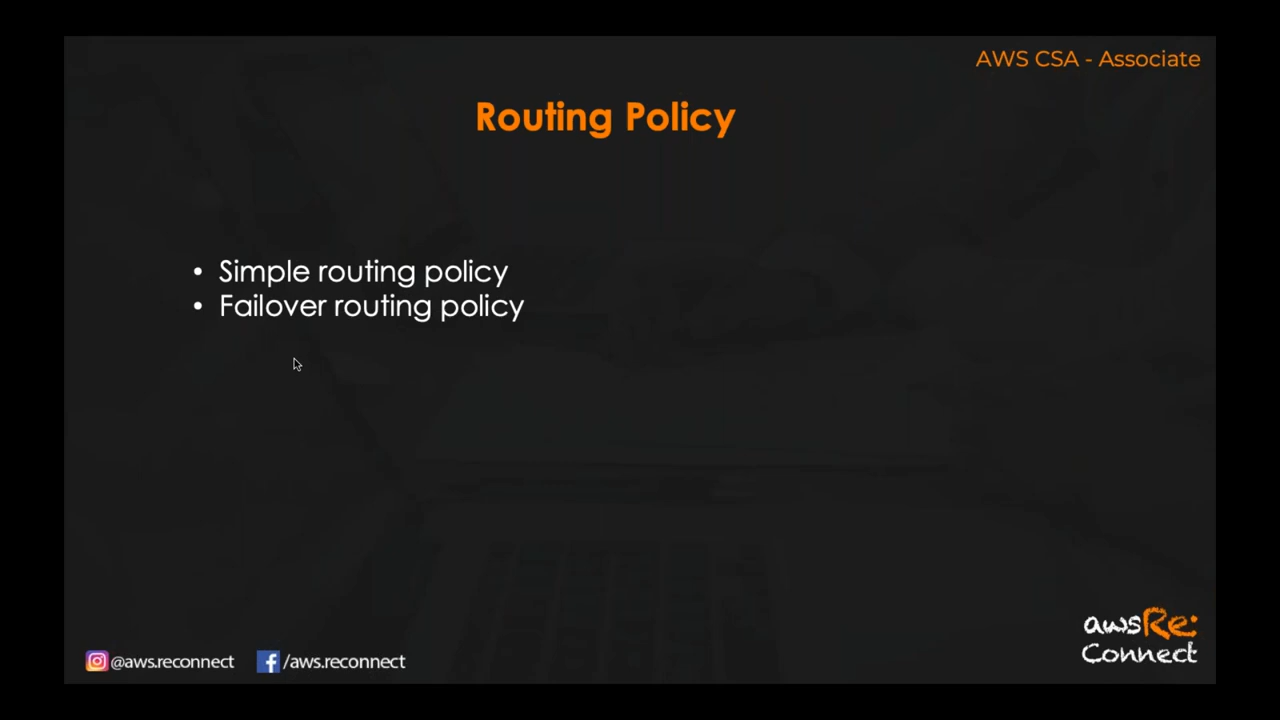 AWS CSA - Associate
Routing Policy
• Simple routing policy
• Failover routing policy
awsRe:
Connect
@aws.reconnect
/aws.reconnect